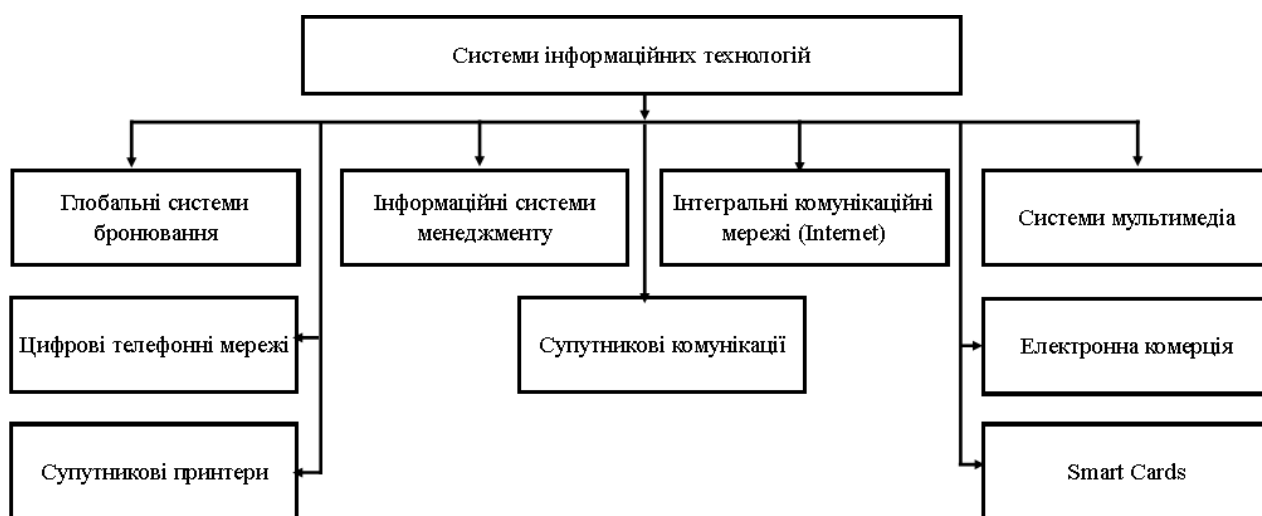 Системи інформаційних технологій
Глобальні системи
бронювання
Інформаційні системи
менеджменту
Інтегральні комунікаційні
мережі (Internet)
Системи мультимедіа
Цифрові телефонні мережі
Супутникові комунікації
Електронна комерція
Супутникові принтери
Smart Cards